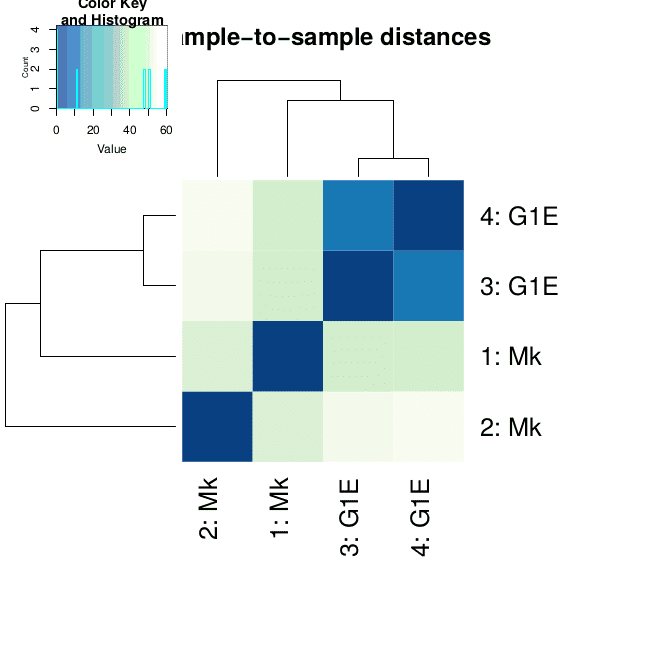 Color Key
and Histogram
mple−to−sample distances
Count
0 1 2 3 4
0 20 40 60
Value
4: G1E
3: G1E
1: Mk
2: Mk
2: Mk
1: Mk
3: G1E
4: G1E